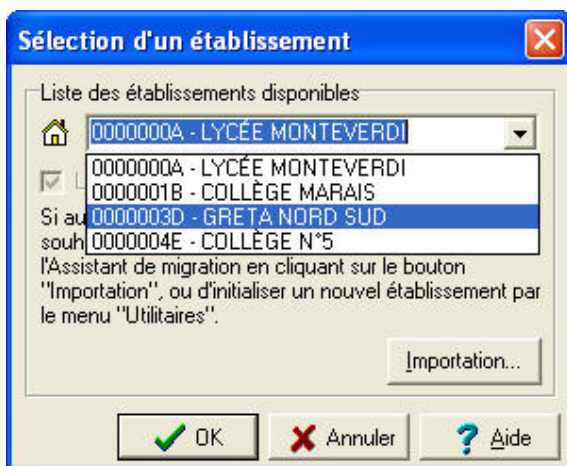 Sélection d'un établissement
Liste des établissements disponibles
0000000A - LYCÉE MONTEVERDI
0000000A - LYCÉE MONTEVERDI
0000001B - COLLÈGE MARAIS
0000003D - GRETA NORD SUD
0000004E - COLLÈGE N°5
Si au
souh
l'Assistant de migration en cliquant sur le bouton
"Importation", ou d'initialiser un nouvel établissement par
le menu "Utilitaires".
Importation...
OK Annuler Aide